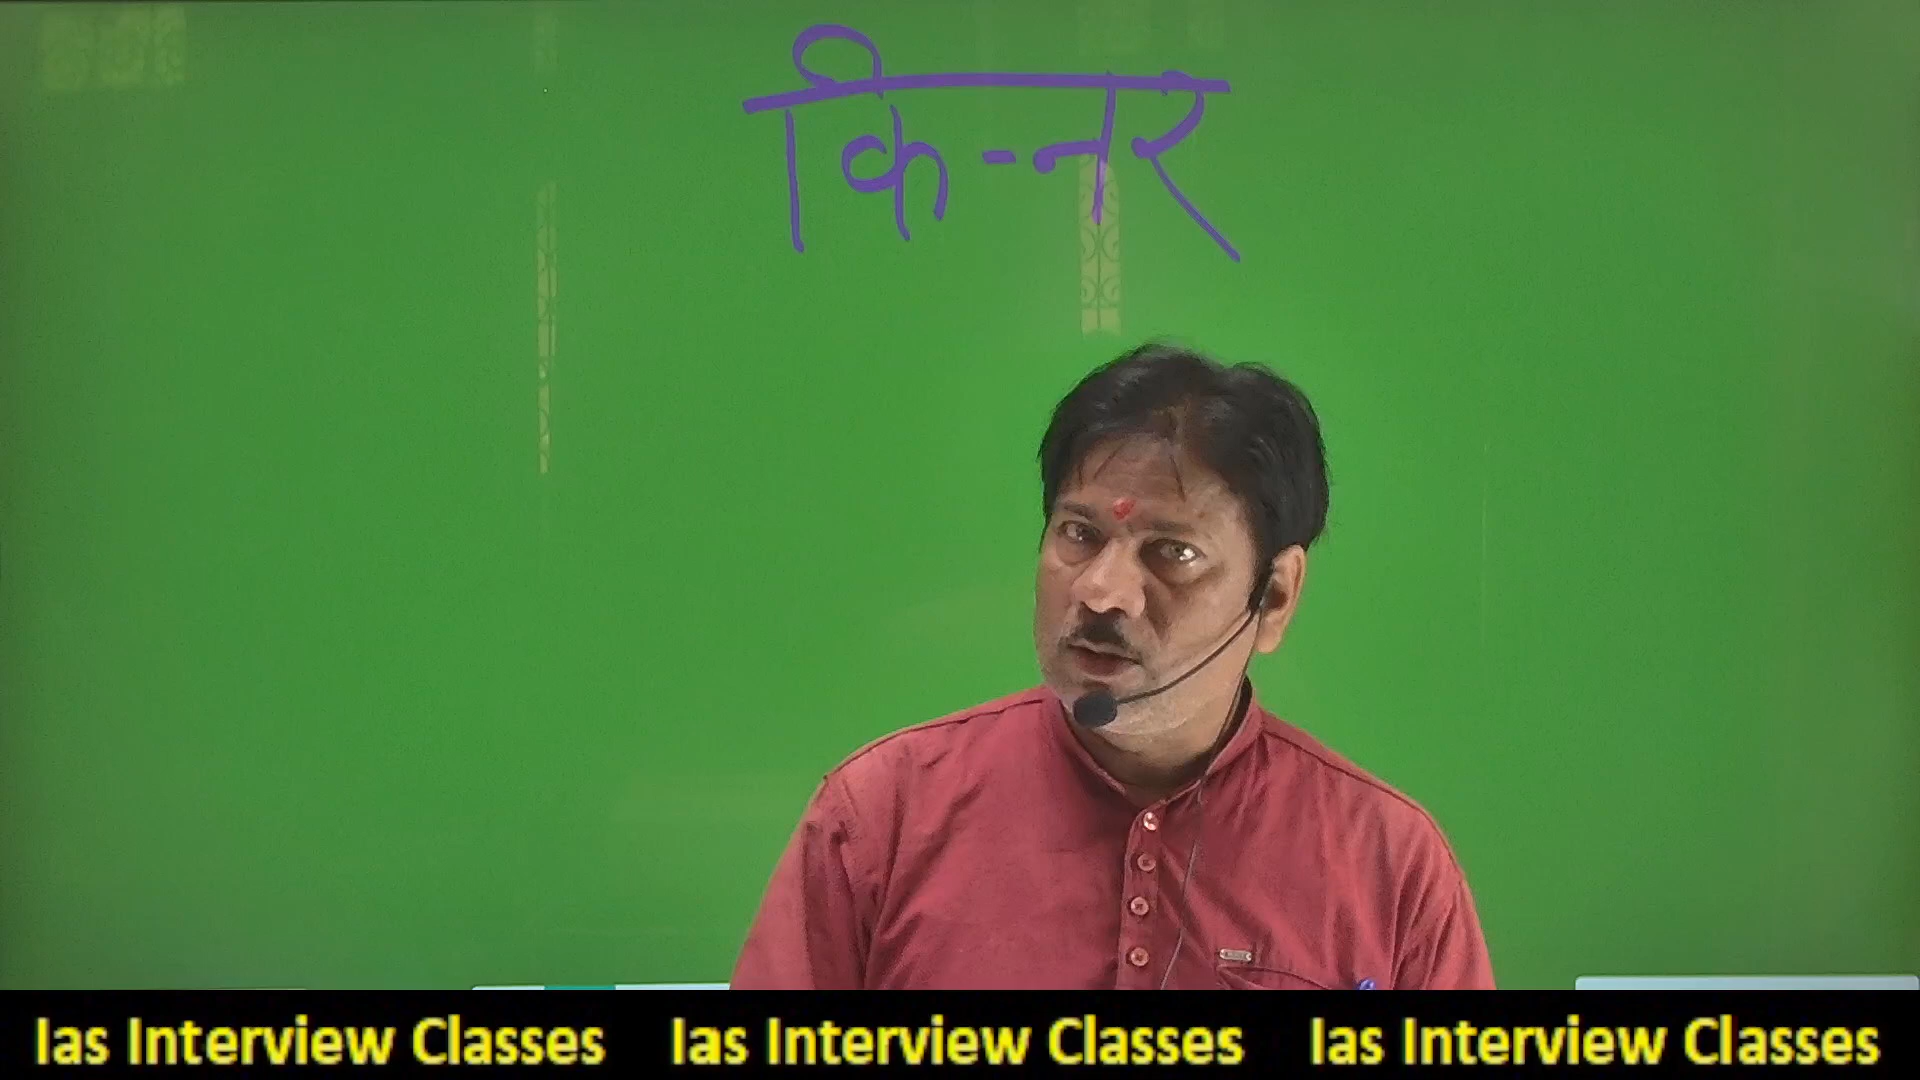 कि-नर
Ias Interview Classes Ias Interview Classes Ias Interview Classes